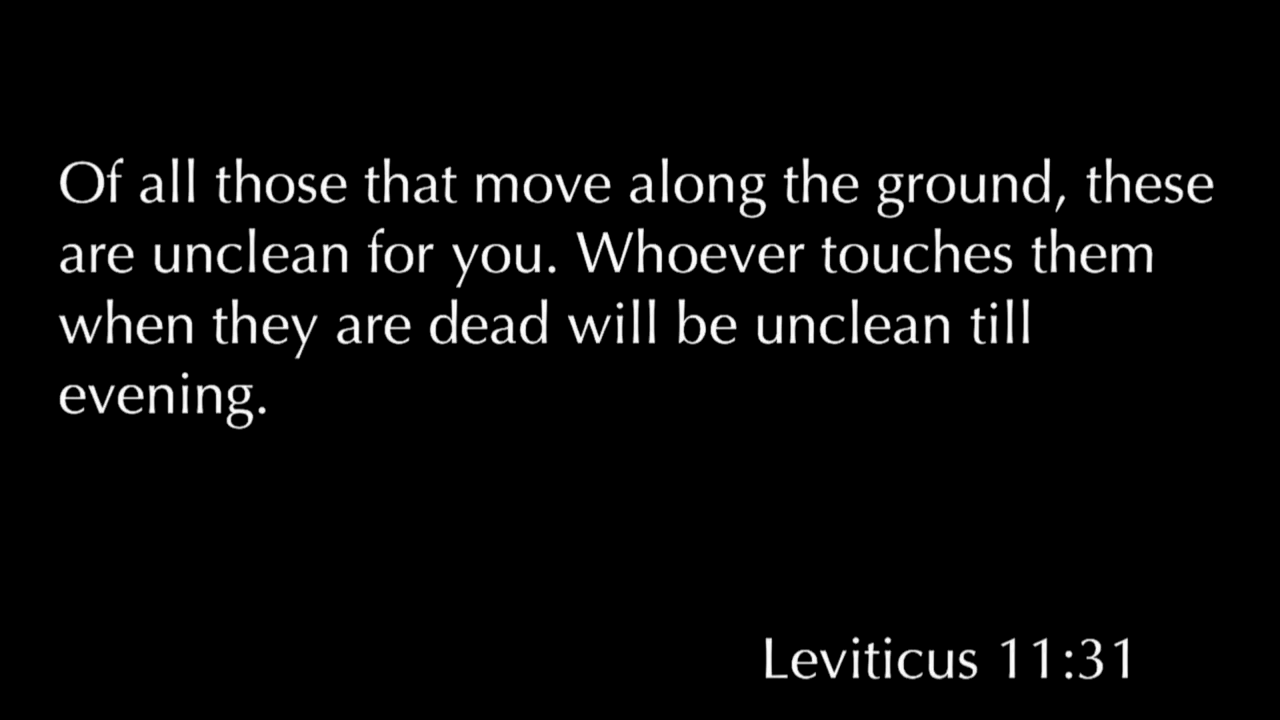 Of all those that move along the ground, these
are unclean for you. Whoever touches them
when they are dead will be unclean till
evening.
Leviticus 11:31